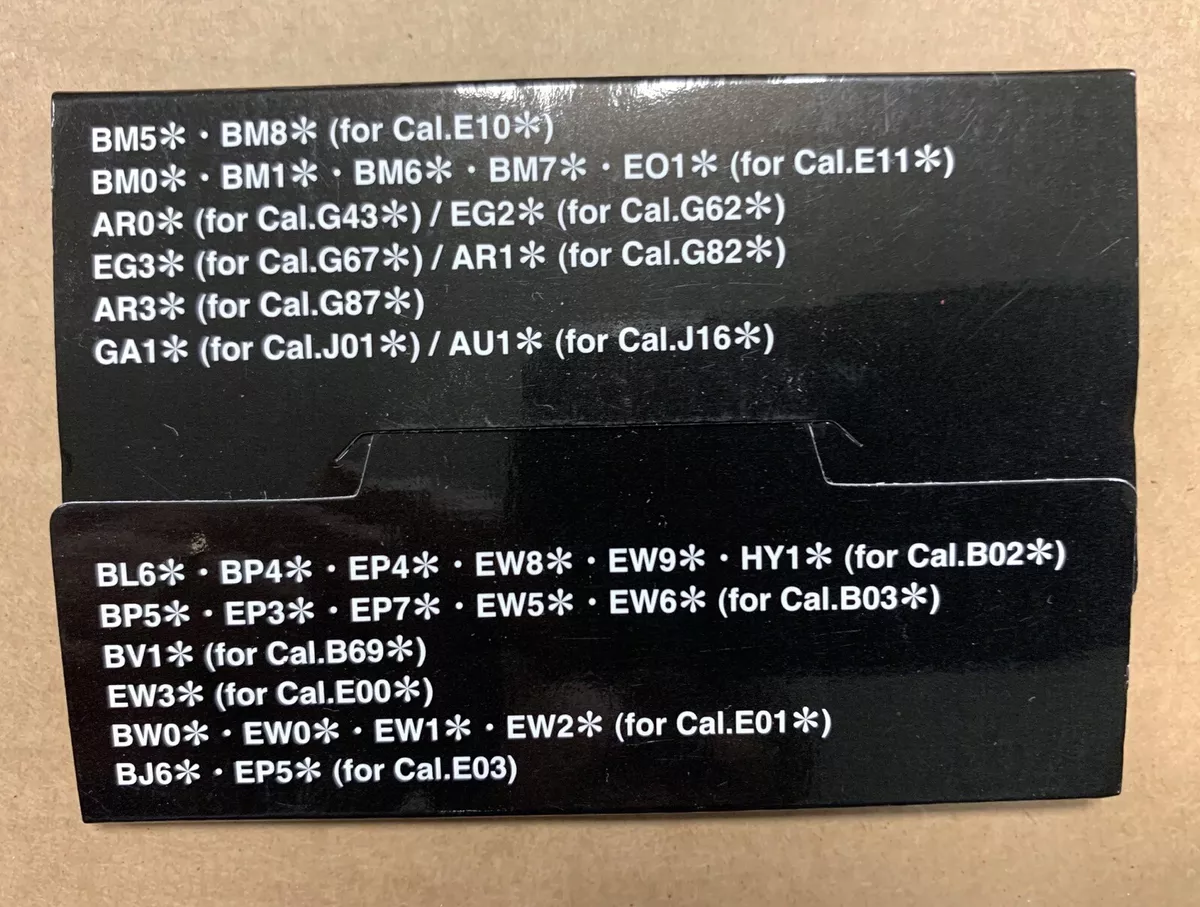 BM5✻・BM8✻ (for Cal.E10✻)
BM0✻・BM1✻・BM6✻・BM7✻・EO1✻ (for Cal.E11✻)
AR0✻ (for Cal.G43✻) / EG2✻ (for Cal.G62✻)
EG3✻ (for Cal.G67✻) / AR1✻ (for Cal.G82✻)
AR3✻ (for Cal.G87✻)
GA1✻ (for Cal.J01✻) / AU1✻ (for Cal.J16✻)
BL6✻・BP4✻・EP4✻・EW8✻・EW9✻・HY1✻ (for Cal.B02✻)
BP5✻・EP3✻・EP7✻・EW5✻・EW6✻ (for Cal.B03✻)
BV1✻ (for Cal.B69✻)
EW3✻ (for Cal.E00✻)
BW0✻・EW0✻・EW1✻・EW2✻ (for Cal.E01✻)
BJ6✻・EP5✻ (for Cal.E03)